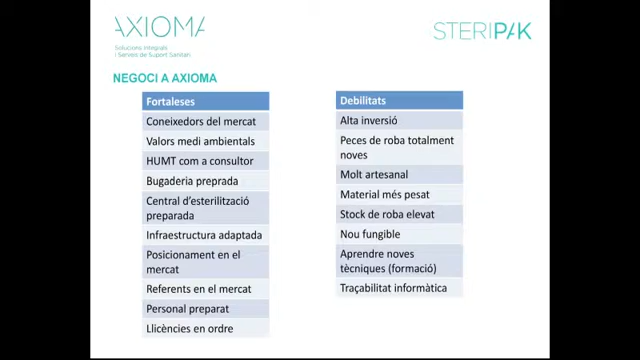 AXIOMA
Solucions Integrals
i Serveis de Suport Sanitari
STERIPAK
NEGOCI A AXIOMA
Fortaleses
Coneixedors del mercat
Valors medi ambientals
HUMT com a consultor
Bugaderia preprada
Central d'esterilització
preparada
Infraestructura adaptada
Posicionament en el
mercat
Referents en el mercat
Personal preparat
Llicències en ordre
Debilitats
Alta inversió
Peces de roba totalment
noves
Molt artesanal
Material més pesat
Stock de roba elevat
Nou fungible
Aprendre noves
tècniques (formació)
Traçabilitat informàtica